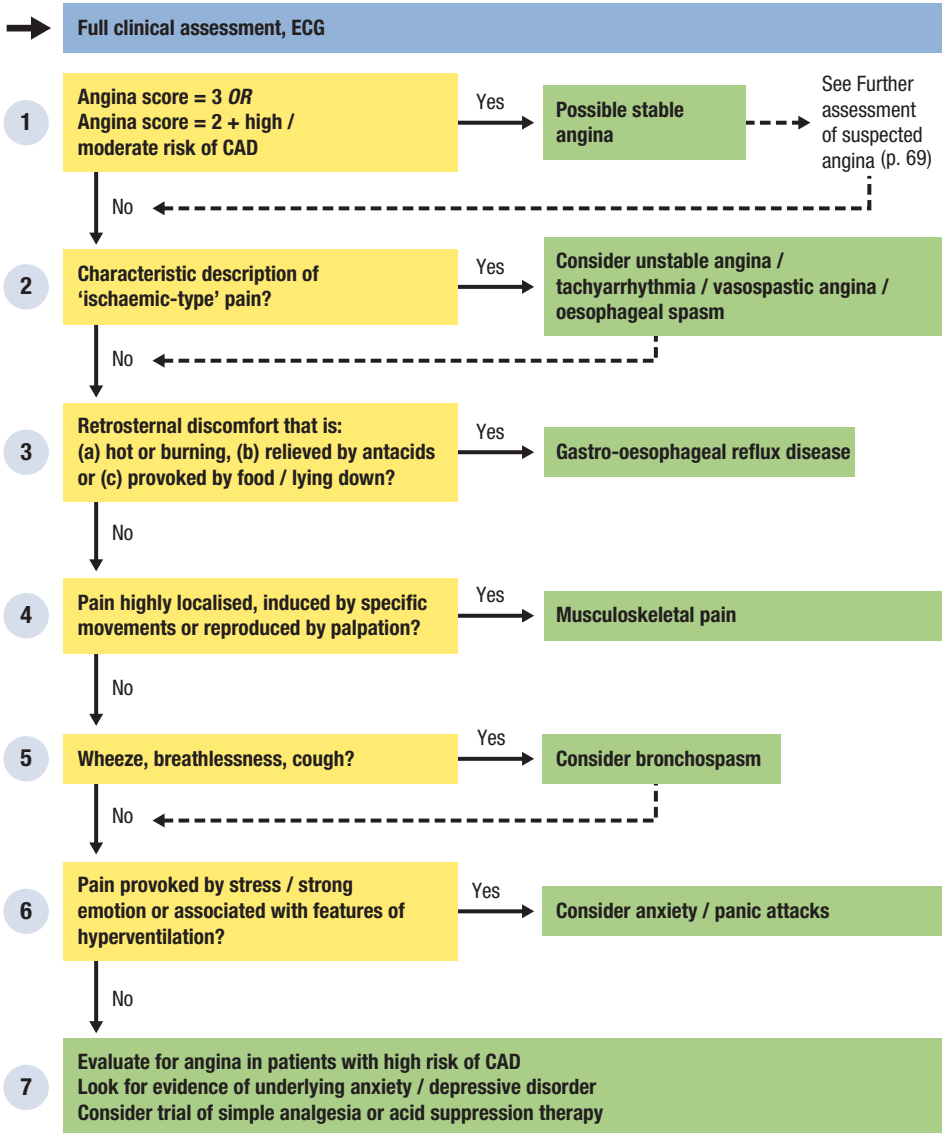 Full clinical assessment, ECG
1
Angina score = 3 OR
Angina score = 2 + high /
moderate risk of CAD
Yes
Possible stable
angina
See Further
assessment
of suspected
angina (p. 69)
No
2
Characteristic description of
‘ischaemic-type’ pain?
Yes
Consider unstable angina /
tachyarrhythmia / vasospastic angina /
oesophageal spasm
No
3
Retrosternal discomfort that is:
(a) hot or burning, (b) relieved by antacids
or (c) provoked by food / lying down?
Yes
Gastro-oesophageal reflux disease
No
4
Pain highly localised, induced by specific
movements or reproduced by palpation?
Yes
Musculoskeletal pain
No
5
Wheeze, breathlessness, cough?
Yes
Consider bronchospasm
No
6
Pain provoked by stress / strong
emotion or associated with features of
hyperventilation?
Yes
Consider anxiety / panic attacks
No
7
Evaluate for angina in patients with high risk of CAD
Look for evidence of underlying anxiety / depressive disorder
Consider trial of simple analgesia or acid suppression therapy